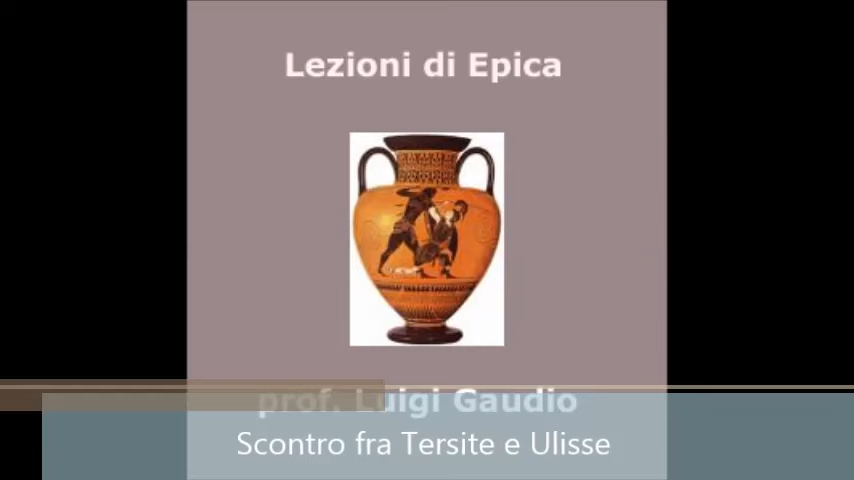 Lezioni di Epica
prof. Luigi Gaudio
Scontro fra Tersite e Ulisse